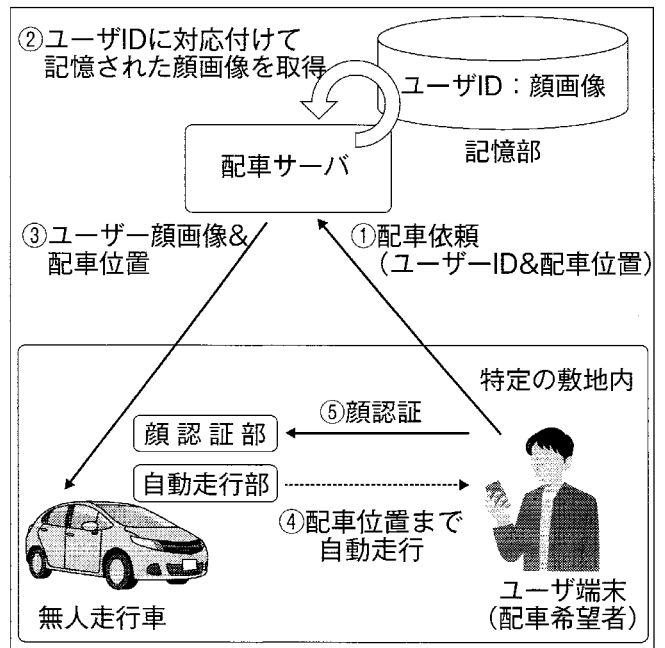 ②ユーザIDに対応付けて
記憶された顔画像を取得
ユーザID：顔画像
記憶部
配車サーバ
③ユーザー顔画像&
配車位置
①配車依頼
（ユーザーID&配車位置）
特定の敷地内
⑤顔認証
顔認証部
自動走行部
④配車位置まで
自動走行
無人走行車
ユーザ端末
（配車希望者）